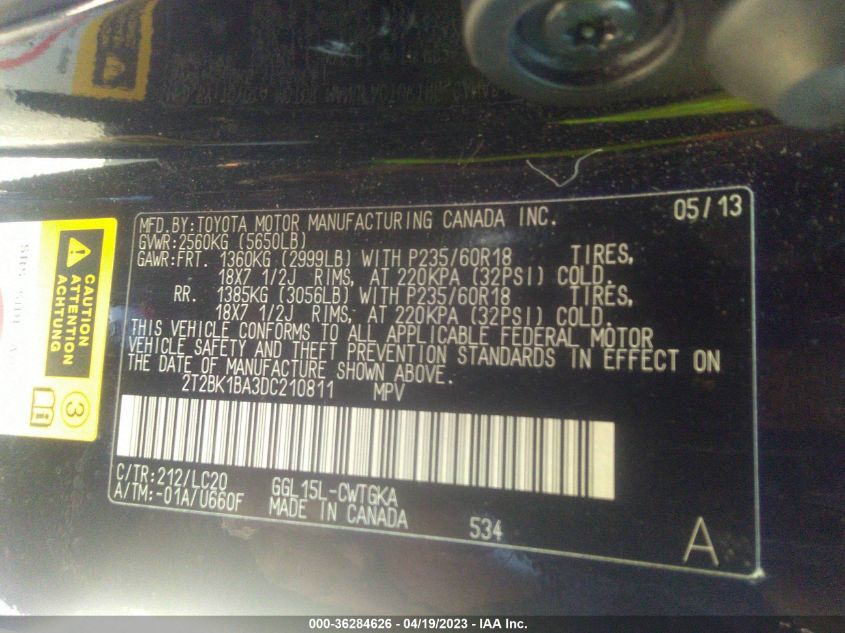 MFD.BY:TOYOTA MOTOR MANUFACTURING CANADA INC. 05/13
GVWR:2560KG (5650LB)
GAWR:FRT. 1360KG (2999LB) WITH P235/60R18 TIRES,
18X7 1/2J RIMS, AT 220KPA (32PSI) COLD.
RR. 1385KG (3056LB) WITH P235/60R18 TIRES,
18X7 1/2J RIMS, AT 220KPA (32PSI) COLD.
THIS VEHICLE CONFORMS TO ALL APPLICABLE FEDERAL MOTOR
VEHICLE SAFETY AND THEFT PREVENTION STANDARDS IN EFFECT ON
THE DATE OF MANUFACTURE SHOWN ABOVE.
2T2BK1BA3DC210811 MPV
C/TR:212/LC20 GGL15L-CWTGKA
A/TM:-01A/U660F MADE IN CANADA 534 A
CAUTION
ATTENTION
ACHTUNG
3
SRS SIDE
000-36284626 - 04/19/2023 - IAA Inc.